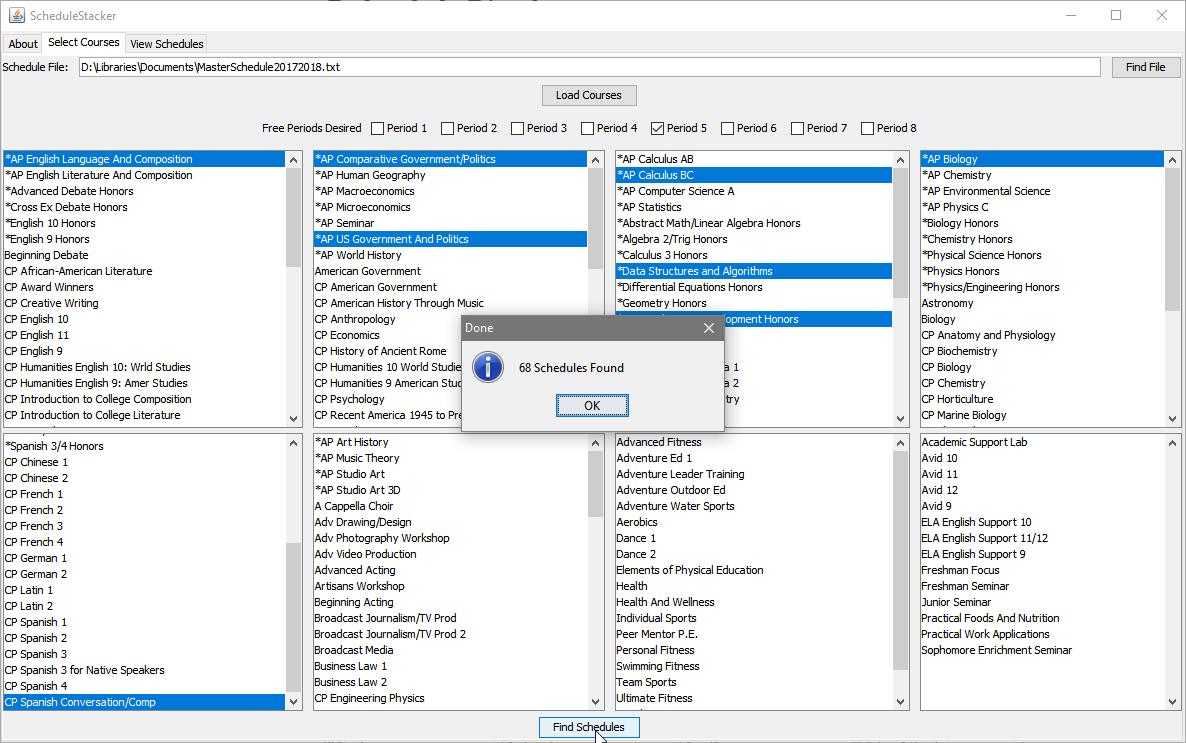 ScheduleStacker
About Select Courses View Schedules
Schedule File: D:\Libraries\Documents\MasterSchedule20172018.txt Find File
Load Courses
Free Periods Desired Period 1 Period 2 Period 3 Period 4 Period 5 Period 6 Period 7 Period 8
*AP English Language And Composition
*AP English Literature And Composition
*Advanced Debate Honors
*Cross Ex Debate Honors
*English 10 Honors
*English 9 Honors
Beginning Debate
CP African-American Literature
CP Award Winners
CP Creative Writing
CP English 10
CP English 11
CP English 9
CP Humanities English 10: Wrld Studies
CP Humanities English 9: Amer Studies
CP Introduction to College Composition
CP Introduction to College Literature
*AP Comparative Government/Politics
*AP Human Geography
*AP Macroeconomics
*AP Microeconomics
*AP Seminar
*AP US Government And Politics
*AP World History
American Government
CP American Government
CP American History Through Music
CP Anthropology
CP Economics
CP History of Ancient Rome
CP Humanities 10 World Studie
CP Humanities 9 American Stu
CP Psychology
CP Recent America 1945 to Pre
*AP Calculus AB
*AP Calculus BC
*AP Computer Science A
*AP Statistics
*Abstract Math/Linear Algebra Honors
*Algebra 2/Trig Honors
*Calculus 3 Honors
*Data Structures and Algorithms
*Differential Equations Honors
*Geometry Honors
opment Honors
1
2
try
*AP Biology
*AP Chemistry
*AP Environmental Science
*AP Physics C
*Biology Honors
*Chemistry Honors
*Physical Science Honors
*Physics Honors
*Physics/Engineering Honors
Astronomy
Biology
CP Anatomy and Physiology
CP Biochemistry
CP Biology
CP Chemistry
CP Horticulture
CP Marine Biology
Done
68 Schedules Found
OK
*Spanish 3/4 Honors
CP Chinese 1
CP Chinese 2
CP French 1
CP French 2
CP French 3
CP French 4
CP German 1
CP German 2
CP Latin 1
CP Latin 2
CP Spanish 1
CP Spanish 2
CP Spanish 3
CP Spanish 3 for Native Speakers
CP Spanish 4
CP Spanish Conversation/Comp
*AP Art History
*AP Music Theory
*AP Studio Art
*AP Studio Art 3D
A Cappella Choir
Adv Drawing/Design
Adv Photography Workshop
Adv Video Production
Advanced Acting
Artisans Workshop
Beginning Acting
Broadcast Journalism/TV Prod
Broadcast Journalism/TV Prod 2
Broadcast Media
Business Law 1
Business Law 2
CP Engineering Physics
Advanced Fitness
Adventure Ed 1
Adventure Leader Training
Adventure Outdoor Ed
Adventure Water Sports
Aerobics
Dance 1
Dance 2
Elements of Physical Education
Health
Health And Wellness
Individual Sports
Peer Mentor P.E.
Personal Fitness
Swimming Fitness
Team Sports
Ultimate Fitness
Academic Support Lab
Avid 10
Avid 11
Avid 12
Avid 9
ELA English Support 10
ELA English Support 11/12
ELA English Support 9
Freshman Focus
Freshman Seminar
Junior Seminar
Practical Foods And Nutrition
Practical Work Applications
Sophomore Enrichment Seminar
Find Schedules